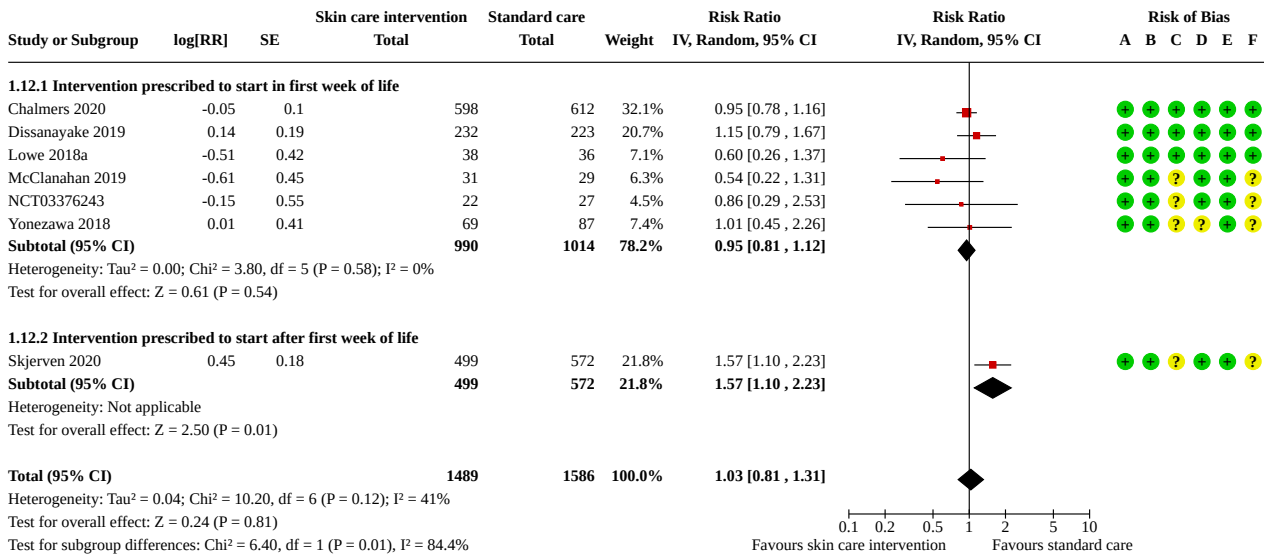 Skin care intervention Standard care Risk Ratio Risk Ratio Risk of Bias
Study or Subgroup log[RR] SE Total Total Weight IV, Random, 95% CI IV, Random, 95% CI A B C D E F
1.12.1 Intervention prescribed to start in first week of life
Chalmers 2020 -0.05 0.1 598 612 32.1% 0.95 [0.78 , 1.16] + + + + + +
Dissanayake 2019 0.14 0.19 232 223 20.7% 1.15 [0.79 , 1.67] + + + + + +
Lowe 2018a -0.51 0.42 38 36 7.1% 0.60 [0.26 , 1.37] + + + + + +
McClanahan 2019 -0.61 0.45 31 29 6.3% 0.54 [0.22 , 1.31] + + ? + + ?
NCT03376243 -0.15 0.55 22 27 4.5% 0.86 [0.29 , 2.53] + + ? + + ?
Yonezawa 2018 0.01 0.41 69 87 7.4% 1.01 [0.45 , 2.26] + + ? ? + ?
Subtotal (95% CI) 990 1014 78.2% 0.95 [0.81 , 1.12]
Heterogeneity: Tau² = 0.00; Chi² = 3.80, df = 5 (P = 0.58); I² = 0%
Test for overall effect: Z = 0.61 (P = 0.54)
1.12.2 Intervention prescribed to start after first week of life
Skjerven 2020 0.45 0.18 499 572 21.8% 1.57 [1.10 , 2.23] + + ? + + ?
Subtotal (95% CI) 499 572 21.8% 1.57 [1.10 , 2.23]
Heterogeneity: Not applicable
Test for overall effect: Z = 2.50 (P = 0.01)
Total (95% CI) 1489 1586 100.0% 1.03 [0.81 , 1.31]
Heterogeneity: Tau² = 0.04; Chi² = 10.20, df = 6 (P = 0.12); I² = 41%
Test for overall effect: Z = 0.24 (P = 0.81)
0.1 0.2 0.5 1 2 5 10
Test for subgroup differences: Chi² = 6.40, df = 1 (P = 0.01), I² = 84.4%
Favours skin care intervention Favours standard care